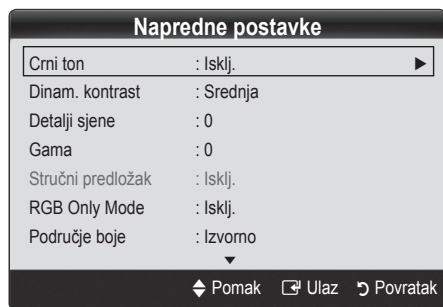 Napredne postavke
Crni ton : Isklj.
Dinam. kontrast : Srednja
Detalji sjene : 0
Gama : 0
Stručni predložak : Isklj.
RGB Only Mode : Isklj.
Područje boje : Izvorno
Pomak Ulaz Povratak